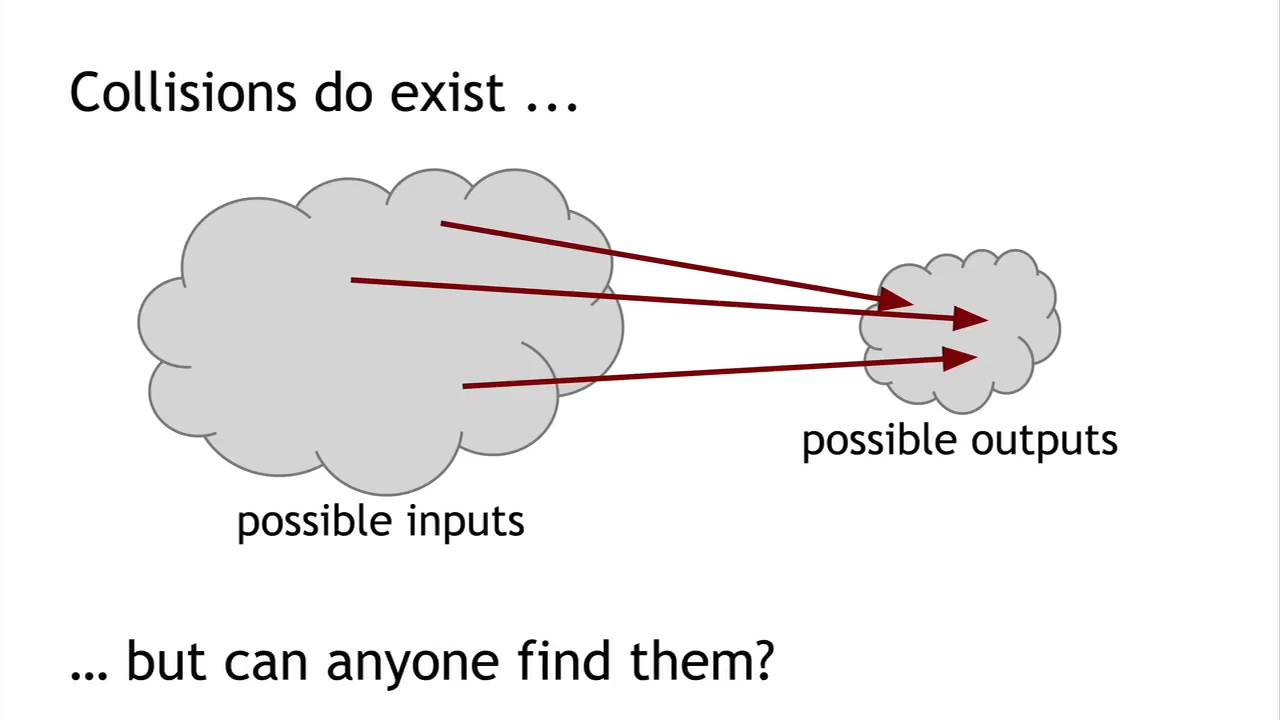 Collisions do exist ...
possible outputs
possible inputs
… but can anyone find them?